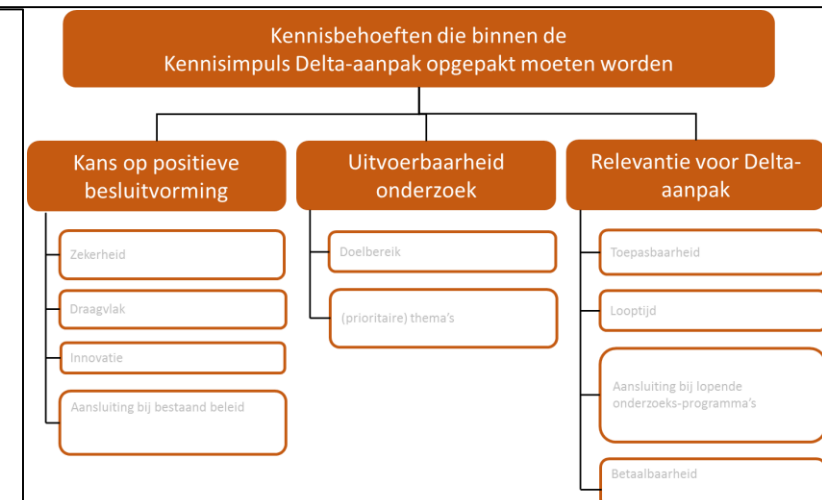 Kennisbehoeften die binnen de
Kennisimpuls Delta-aanpak opgepakt moeten worden
Kans op positieve
besluitvorming
Zekerheid
Draagvlak
Innovatie
Aansluiting bij bestaand beleid
Uitvoerbaarheid
onderzoek
Doelbereik
(prioritaire) thema's
Relevantie voor Delta-
aanpak
Toepasbaarheid
Looptijd
Aansluiting bij lopende
onderzoeks-programma's
Betaalbaarheid